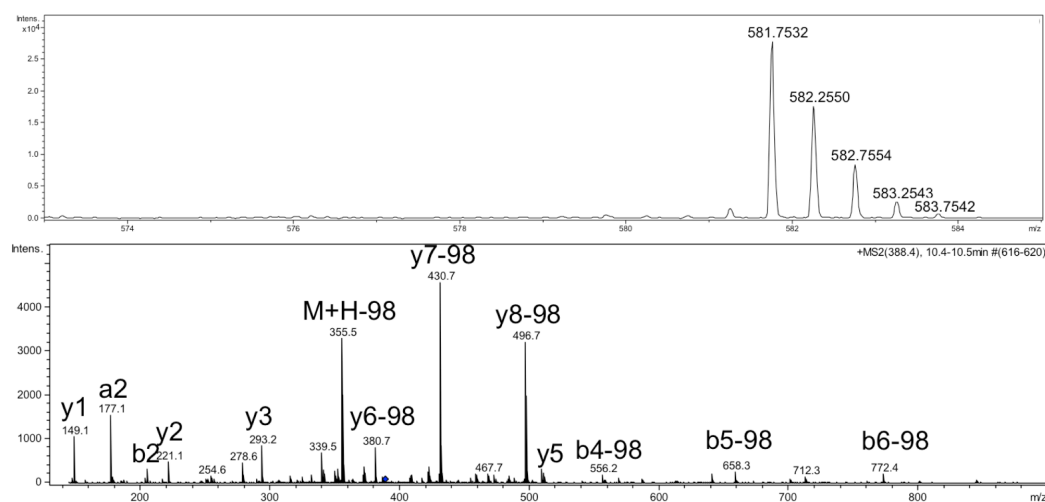 Intens.
x10⁴
581.7532
2.5
582.2550
2.0
1.5
582.7554
1.0
0.5
583.2543
583.7542
0.0
574
576
578
580
582
584
m/z
Intens.
y7-98
+MS2(388.4), 10.4-10.5min #(616-620)
430.7
M+H-98
y8-98
4000
355.5
496.7
3000
a2
2000
y1
177.1
149.1
b2
y2
y3
y6-98
y5
b4-98
b5-98
b6-98
1000
221.1
293.2
339.5
380.7
254.6
278.6
467.7
556.2
658.3
712.3
772.4
0
200
300
400
500
600
700
800
m/z